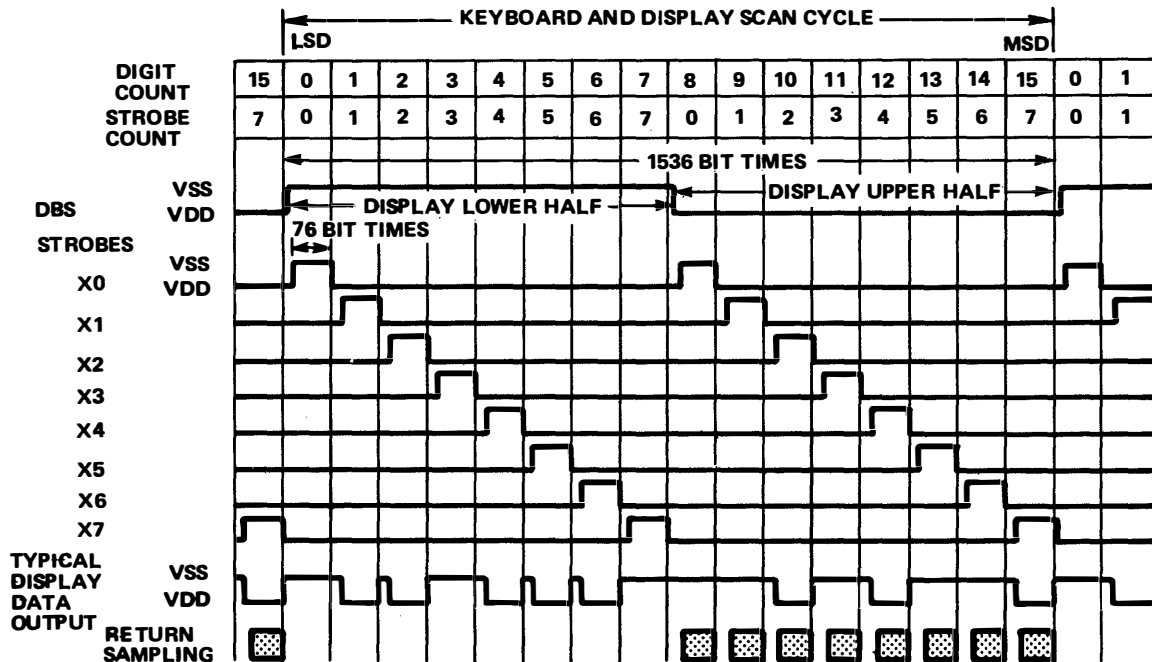 KEYBOARD AND DISPLAY SCAN CYCLE
LSD MSD
DIGIT COUNT 15 0 1 2 3 4 5 6 7 8 9 10 11 12 13 14 15 0 1
STROBE COUNT 7 0 1 2 3 4 5 6 7 0 1 2 3 4 5 6 7 0 1
1536 BIT TIMES
DBS VSS VDD
DISPLAY LOWER HALF
DISPLAY UPPER HALF
76 BIT TIMES
STROBES
X0 VSS VDD
X1
X2
X3
X4
X5
X6
X7
TYPICAL DISPLAY DATA OUTPUT VSS VDD
RETURN SAMPLING